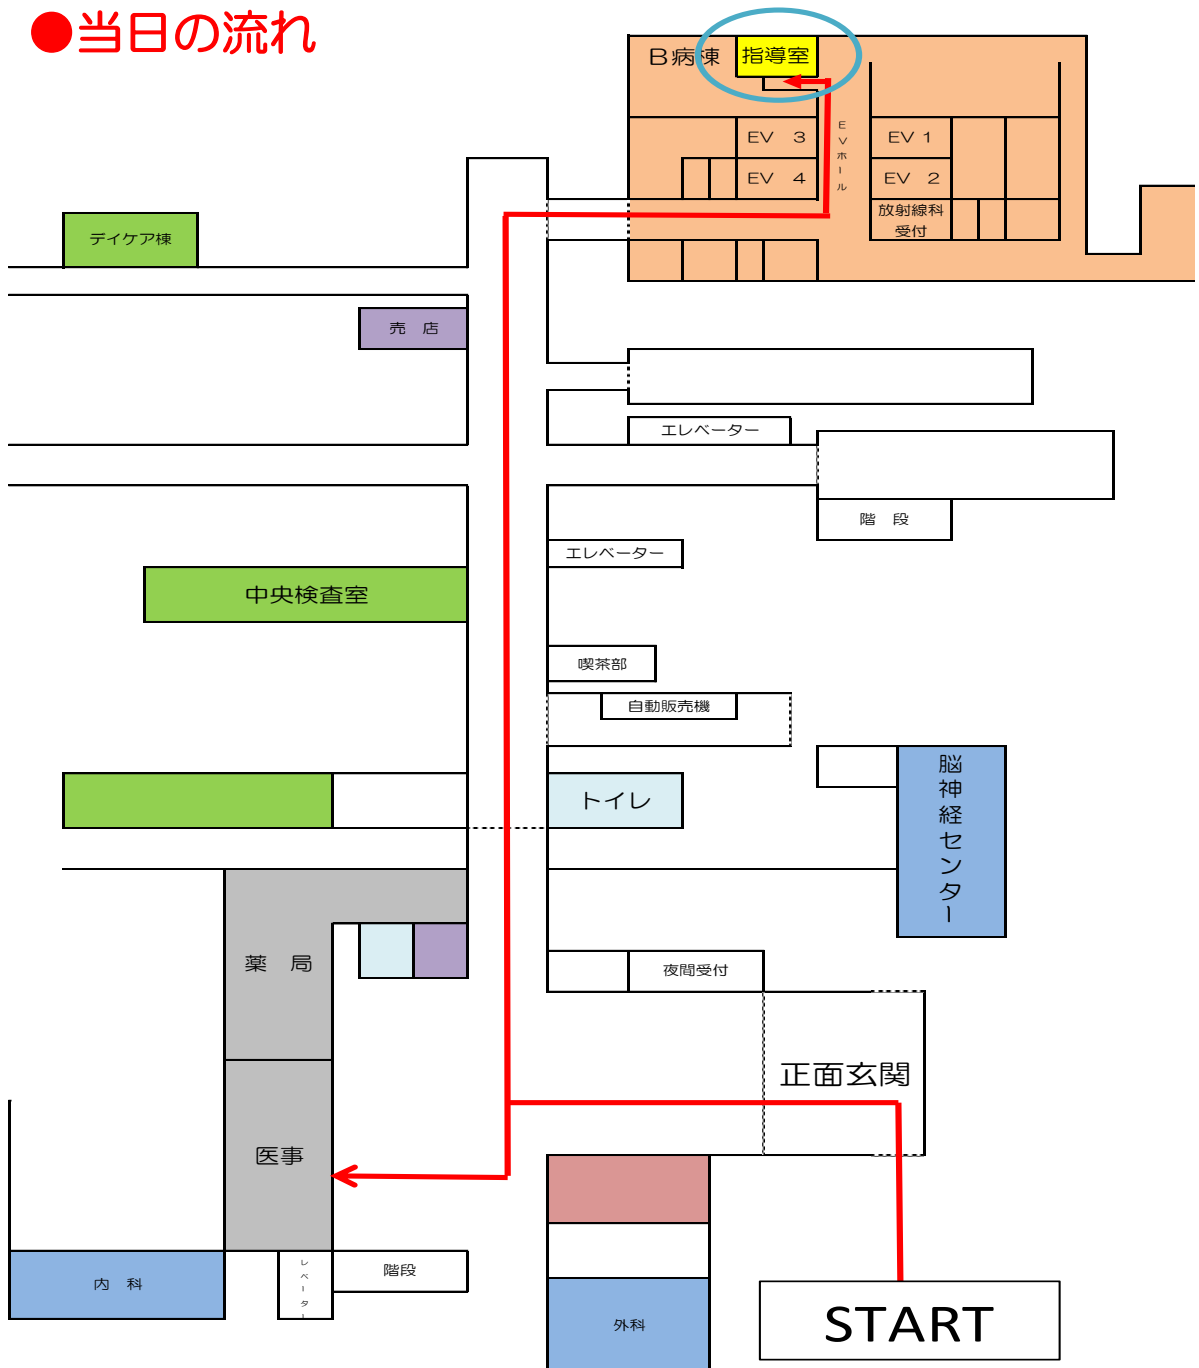 ●当日の流れ
B病棟
指導室
EVホール
EV 3
EV 1
EV 4
EV 2
放射線科
受付
デイケア棟
売 店
エレベーター
階 段
エレベーター
中央検査室
喫茶部
自動販売機
トイレ
脳神経センター
薬 局
夜間受付
正面玄関
医事
内 科
レベーター
階段
外科
START